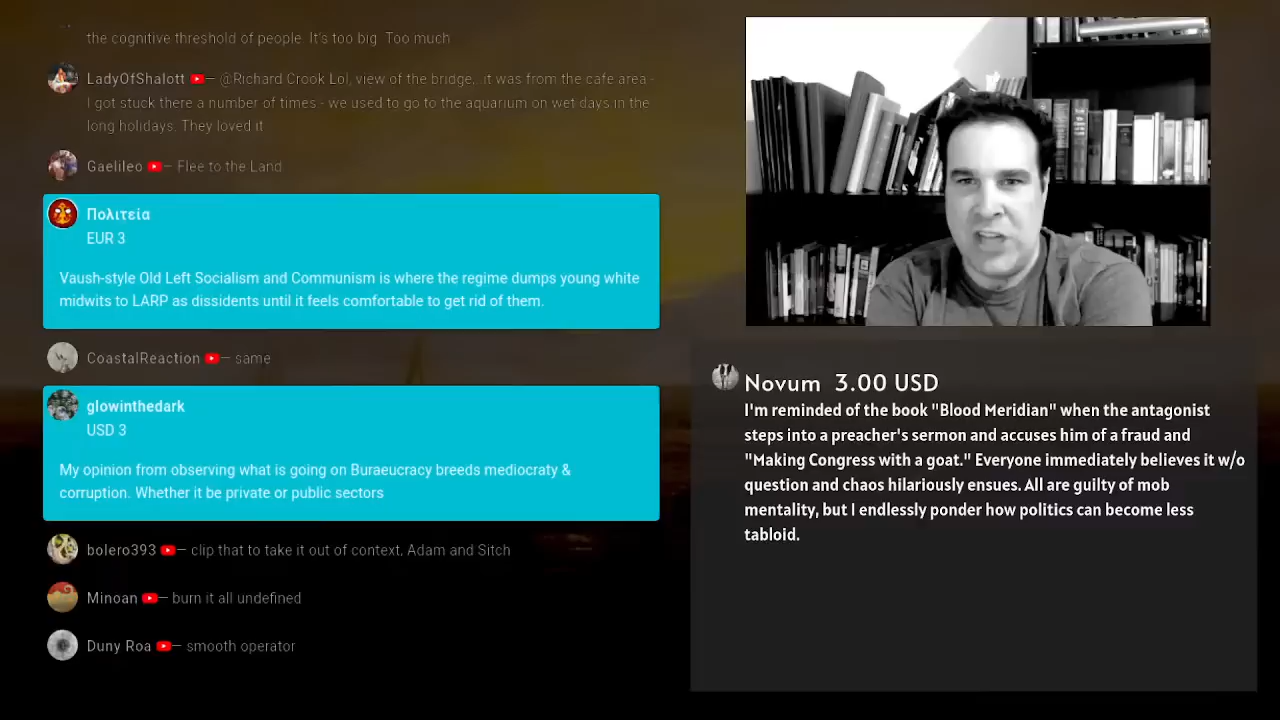 the cognitive threshold of people. It's too big Too much
LadyOfShalott — @Richard Crook Lol, view of the bridge,..it was from the cafe area -
I got stuck there a number of times - we used to go to the aquarium on wet days in the
long holidays. They loved it
Gaelileo — Flee to the Land
Πολιτεία
EUR 3
Vaush-style Old Left Socialism and Communism is where the regime dumps young white
midwits to LARP as dissidents until it feels comfortable to get rid of them.
CoastalReaction — same
glowinthedark
USD 3
My opinion from observing what is going on Buraeucracy breeds mediocraty &
corruption. Whether it be private or public sectors
bolero393 — clip that to take it out of context, Adam and Sitch
Minoan — burn it all undefined
Duny Roa — smooth operator
Novum 3.00 USD
I'm reminded of the book "Blood Meridian" when the antagonist
steps into a preacher's sermon and accuses him of a fraud and
"Making Congress with a goat." Everyone immediately believes it w/o
question and chaos hilariously ensues. All are guilty of mob
mentality, but I endlessly ponder how politics can become less
tabloid.